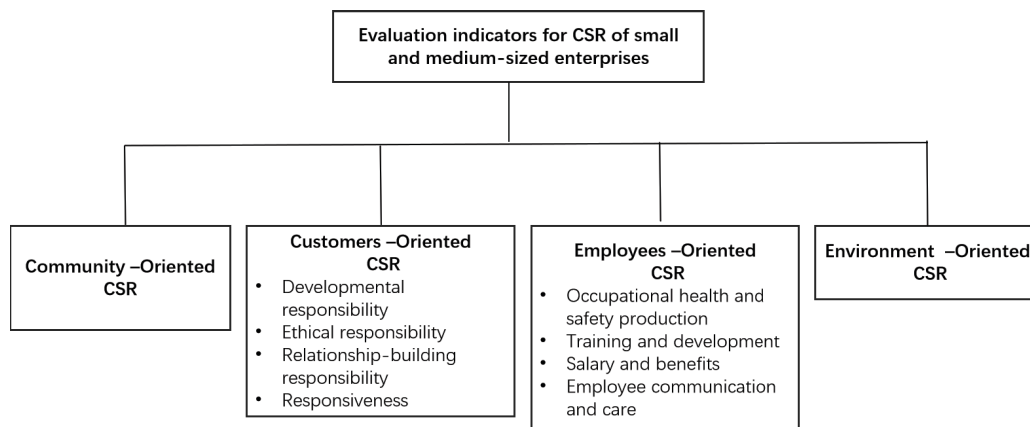 Evaluation indicators for CSR of small
and medium-sized enterprises
Community –Oriented
CSR
Customers –Oriented
CSR
• Developmental
responsibility
• Ethical responsibility
• Relationship-building
responsibility
• Responsiveness
Employees –Oriented
CSR
• Occupational health and
safety production
• Training and development
• Salary and benefits
• Employee communication
and care
Environment –Oriented
CSR